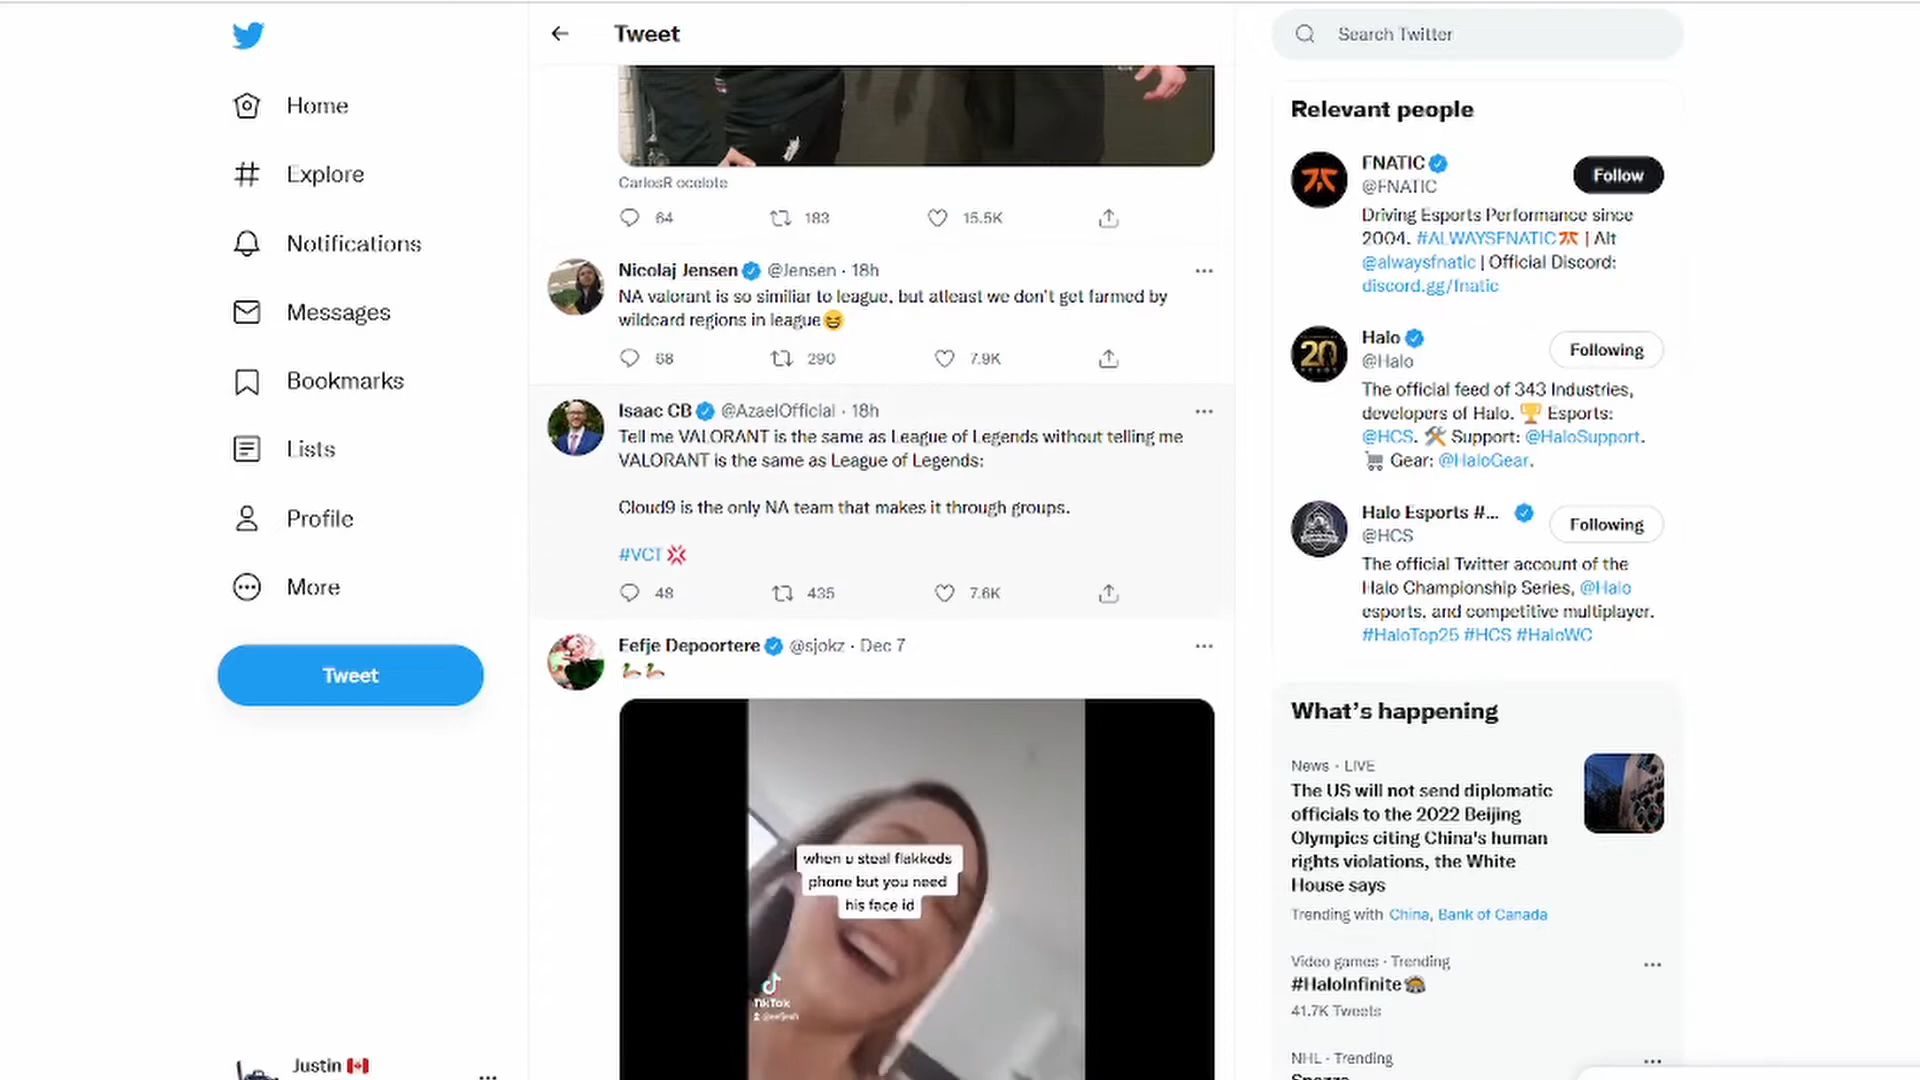 Home
Explore
Notifications
Messages
Bookmarks
Lists
Profile
More
Tweet
Justin
Tweet
CarlosR ocelote
64 183 15.5K
Nicolaj Jensen @Jensen · 18h
NA valorant is so similiar to league, but atleast we don't get farmed by
wildcard regions in league
68 290 7.9K
Isaac CB @AzaelOfficial · 18h
Tell me VALORANT is the same as League of Legends without telling me
VALORANT is the same as League of Legends:
Cloud9 is the only NA team that makes it through groups.
#VCT
48 435 7.6K
Eefje Depoortere @sjokz · Dec 7
when u steal flakkeds
phone but you need
his face id
TikTok
Search Twitter
Relevant people
FNATIC
@FNATIC
Follow
Driving Esports Performance since
2004. #ALWAYSFNATIC | Alt
@alwaysfnatic | Official Discord:
discord.gg/fnatic
20
Halo
@Halo
Following
The official feed of 343 Industries,
developers of Halo. 🏆 Esports:
@HCS. 🛠 Support: @HaloSupport.
🛒 Gear: @HaloGear.
Halo Esports #...
@HCS
Following
The official Twitter account of the
Halo Championship Series, @Halo
esports, and competitive multiplayer.
#HaloTop25 #HCS #HaloWC
What's happening
News · LIVE
The US will not send diplomatic
officials to the 2022 Beijing
Olympics citing China's human
rights violations, the White
House says
Trending with China, Bank of Canada
Video games · Trending
#HaloInfinite
41.7K Tweets
NHL · Trending